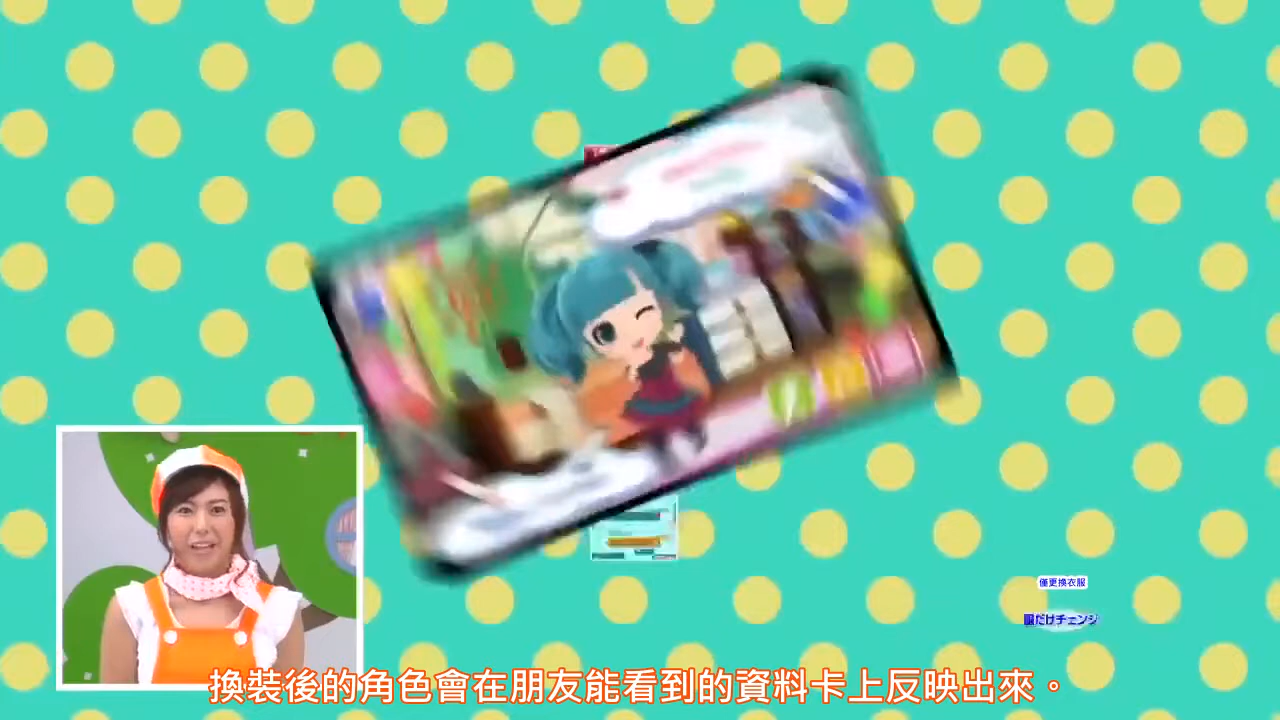 僅更換衣服
服だけチェンジ
換裝後的角色會在朋友能看到的資料卡上反映出來。